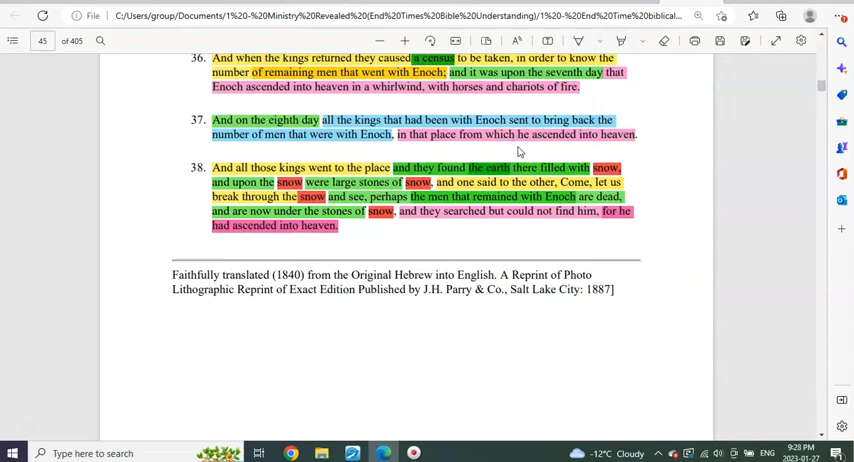 File
C:/Users/group/Documents/1%20-%20Ministry%20Revealed%20(End%20Times%20Bible%20Understanding)/1%20-%20End%20Time%20biblical...
45 of 405
36. And when the kings returned they caused a census to be taken, in order to know the
number of remaining men that went with Enoch; and it was upon the seventh day that
Enoch ascended into heaven in a whirlwind, with horses and chariots of fire.
37. And on the eighth day all the kings that had been with Enoch sent to bring back the
number of men that were with Enoch, in that place from which he ascended into heaven.
38. And all those kings went to the place and they found the earth there filled with snow,
and upon the snow were large stones of snow, and one said to the other, Come, let us
break through the snow and see, perhaps the men that remained with Enoch are dead,
and are now under the stones of snow, and they searched but could not find him, for he
had ascended into heaven.
Faithfully translated (1840) from the Original Hebrew into English. A Reprint of Photo
Lithographic Reprint of Exact Edition Published by J.H. Parry & Co., Salt Lake City: 1887]
Type here to search
-12°C Cloudy
ENG
9:28 PM
2023-01-27